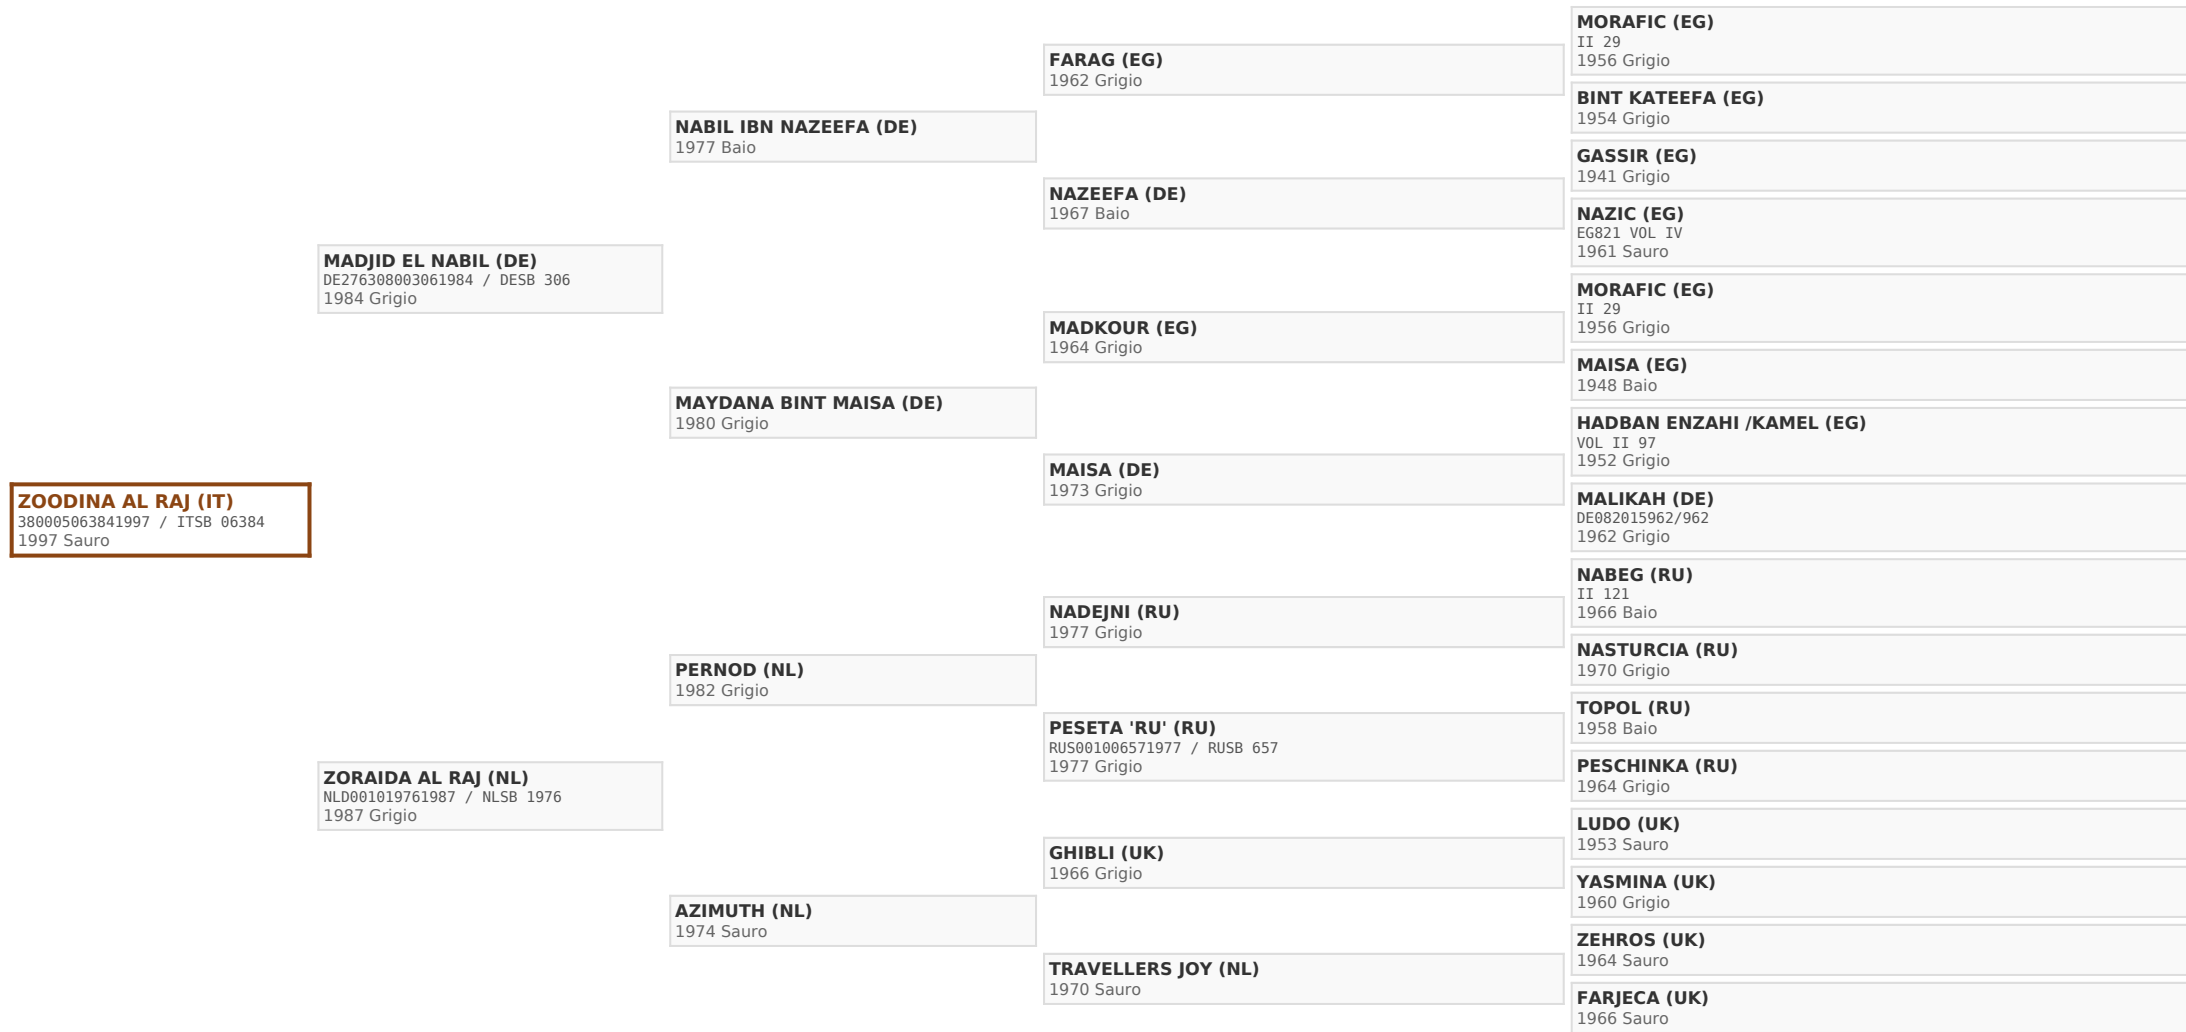 ZOODINA AL RAJ (IT)
380005063841997 / ITSB 06384
1997 Sauro
MADJID EL NABIL (DE)
DE276308003061984 / DESB 306
1984 Grigio
ZORAIDA AL RAJ (NL)
NLD001019761987 / NLSB 1976
1987 Grigio
NABIL IBN NAZEEFA (DE)
1977 Baio
MAYDANA BINT MAISA (DE)
1980 Grigio
PERNOD (NL)
1982 Grigio
AZIMUTH (NL)
1974 Sauro
FARAG (EG)
1962 Grigio
NAZEEFA (DE)
1967 Baio
MADKOUR (EG)
1964 Grigio
MAISA (DE)
1973 Grigio
NADEJNI (RU)
1977 Grigio
PESETA 'RU' (RU)
RUS001006571977 / RUSB 657
1977 Grigio
GHIBLI (UK)
1966 Grigio
TRAVELLERS JOY (NL)
1970 Sauro
MORAFIC (EG)
II 29
1956 Grigio
BINT KATEEFA (EG)
1954 Grigio
GASSIR (EG)
1941 Grigio
NAZIC (EG)
EG821 VOL IV
1961 Sauro
MORAFIC (EG)
II 29
1956 Grigio
MAISA (EG)
1948 Baio
HADBAN ENZAHI /KAMEL (EG)
VOL II 97
1952 Grigio
MALIKAH (DE)
DE082015962/962
1962 Grigio
NABEG (RU)
II 121
1966 Baio
NASTURCIA (RU)
1970 Grigio
TOPOL (RU)
1958 Baio
PESCHINKA (RU)
1964 Grigio
LUDO (UK)
1953 Sauro
YASMINA (UK)
1960 Grigio
ZEHROS (UK)
1964 Sauro
FARJECA (UK)
1966 Sauro